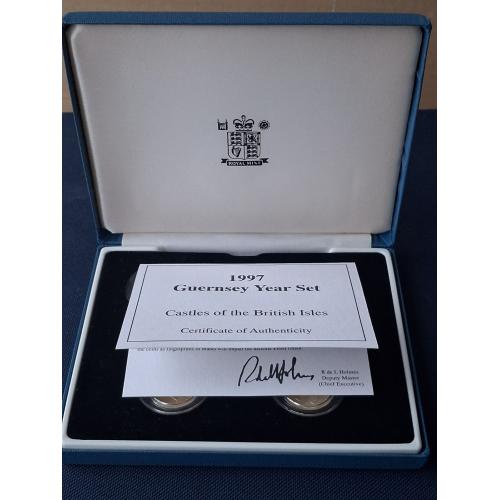 ROYAL MINT
1997
Guernsey Year Set
Castles of the British Isles
Certificate of Authenticity
R de L Holmes
Deputy Master
(Chief Executive)